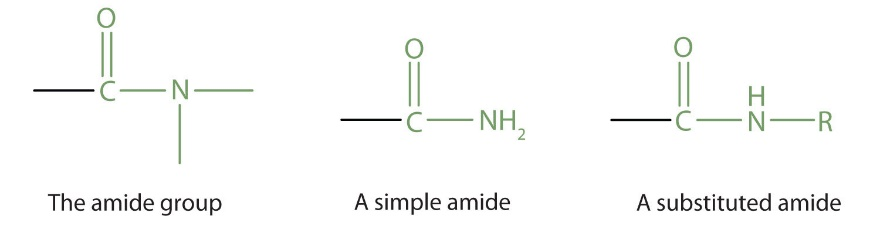 O
C
N
The amide group
O
C
NH₂
A simple amide
O
C
H
N
R
A substituted amide